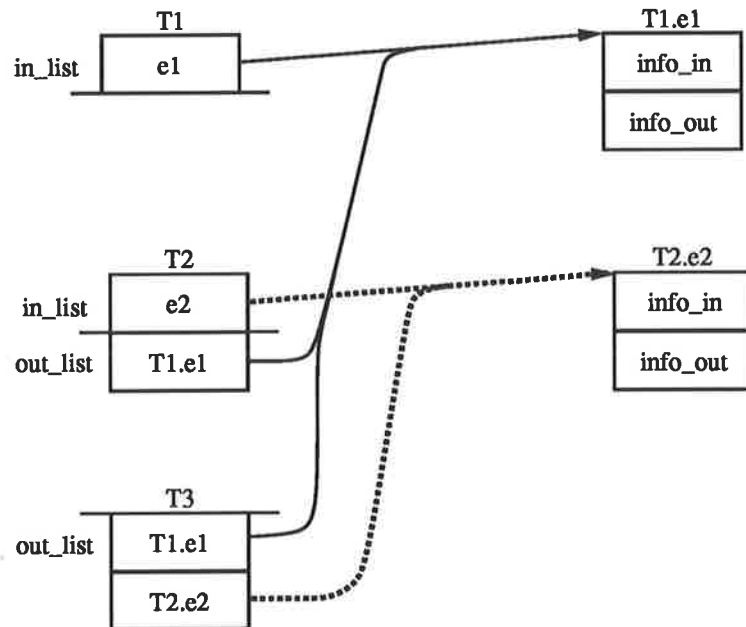 T1
T1.e1
in_list
e1
info_in
info_out
T2
T2.e2
in_list
e2
info_in
out_list
T1.e1
info_out
T3
out_list
T1.e1
T2.e2